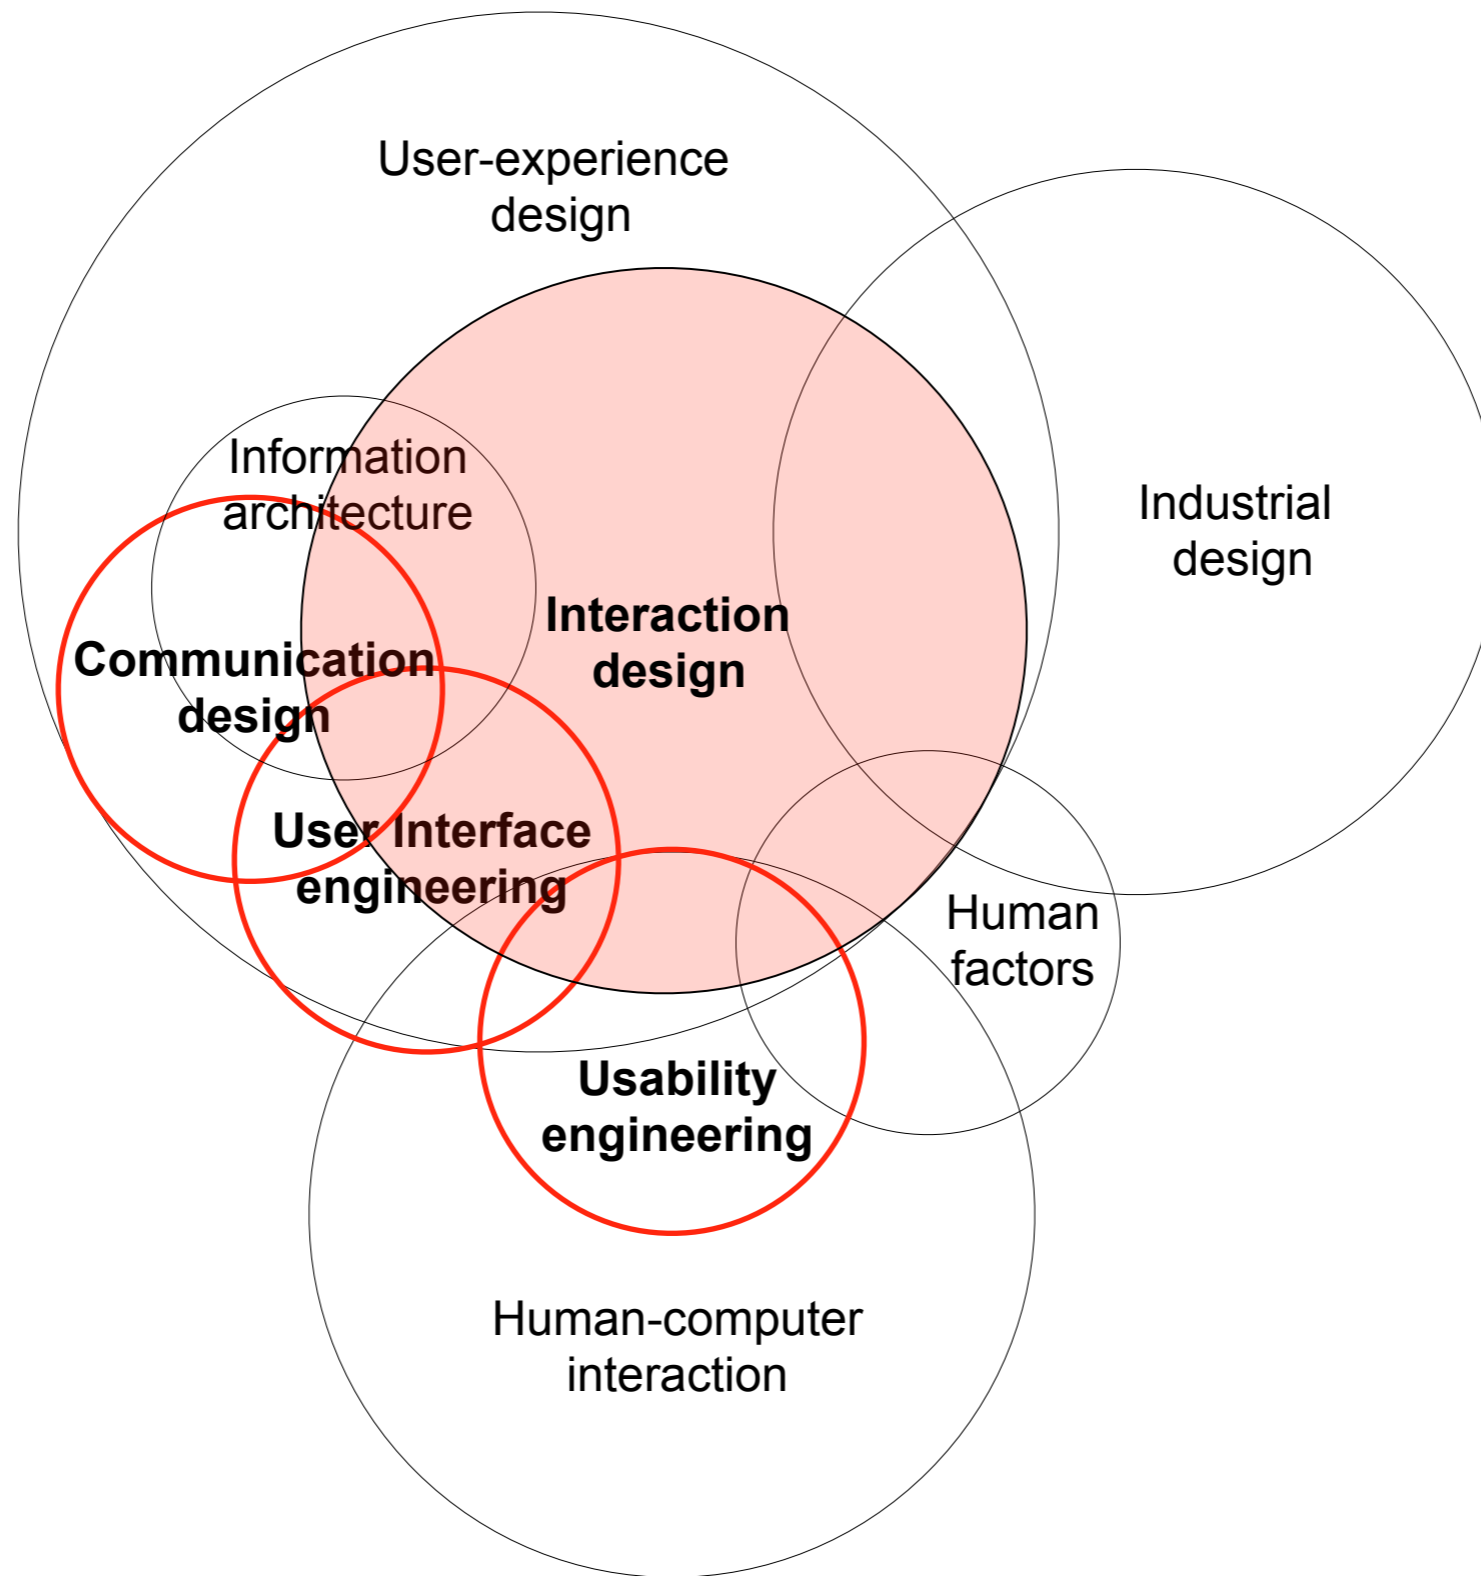 User-experience
design
Information
architecture
Industrial
design
Interaction
design
Communication
design
User Interface
engineering
Human
factors
Usability
engineering
Human-computer
interaction